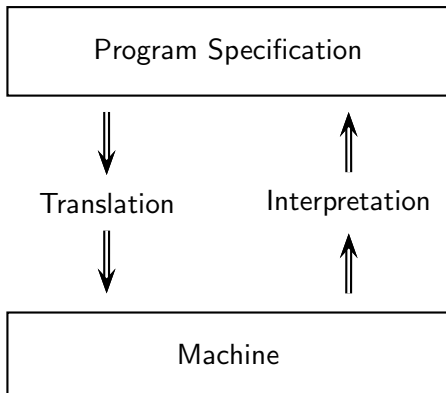 Program Specification
Translation
Interpretation
Machine